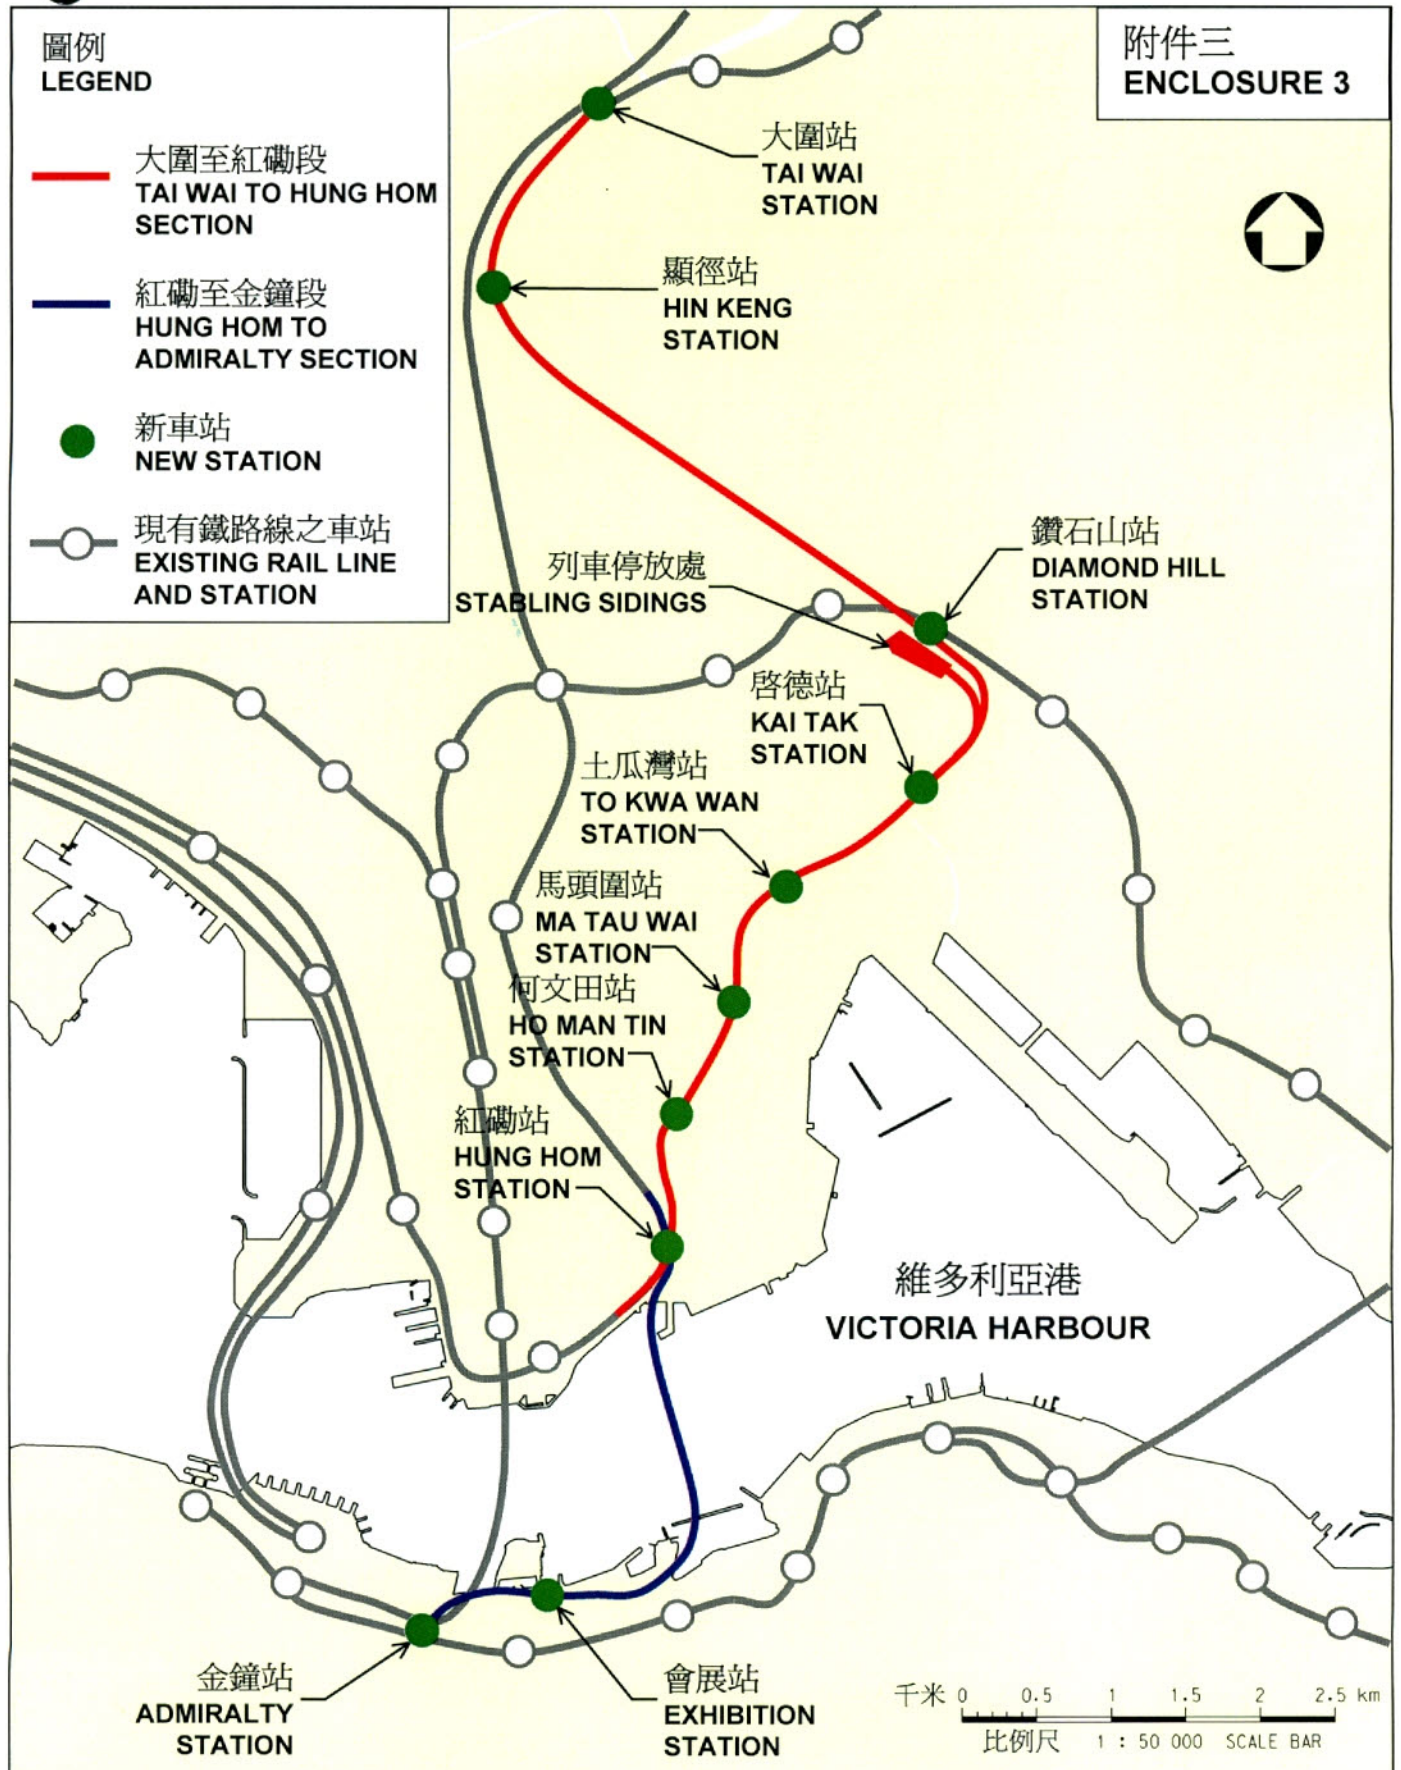 圖例
LEGEND
大圍至紅磡段
TAI WAI TO HUNG HOM
SECTION
紅磡至金鐘段
HUNG HOM TO
ADMIRALTY SECTION
新車站
NEW STATION
現有鐵路線之車站
EXISTING RAIL LINE
AND STATION
附件三
ENCLOSURE 3
大圍站
TAI WAI
STATION
顯徑站
HIN KENG
STATION
鑽石山站
DIAMOND HILL
STATION
列車停放處
STABLING SIDINGS
啓德站
KAI TAK
STATION
土瓜灣站
TO KWA WAN
STATION
馬頭圍站
MA TAU WAI
STATION
何文田站
HO MAN TIN
STATION
紅磡站
HUNG HOM
STATION
維多利亞港
VICTORIA HARBOUR
金鐘站
ADMIRALTY
STATION
會展站
EXHIBITION
STATION
千米 0 0.5 1 1.5 2 2.5 km
比例尺 1 : 50 000 SCALE BAR